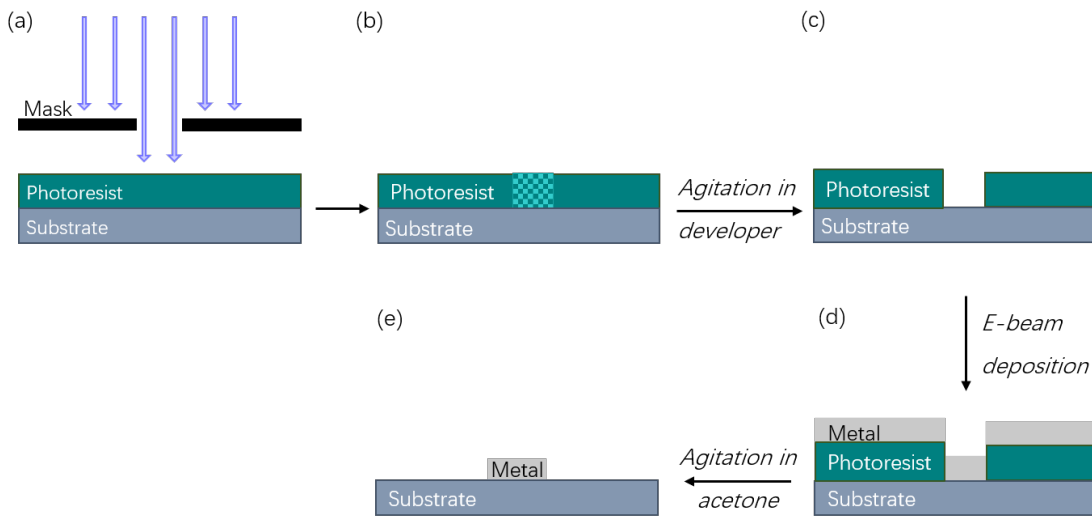 (a)
Mask
Photoresist
Substrate
(b)
Photoresist
Substrate
Agitation in
developer
(c)
Photoresist
Substrate
E-beam
deposition
(d)
Metal
Photoresist
Substrate
Agitation in
acetone
(e)
Metal
Substrate